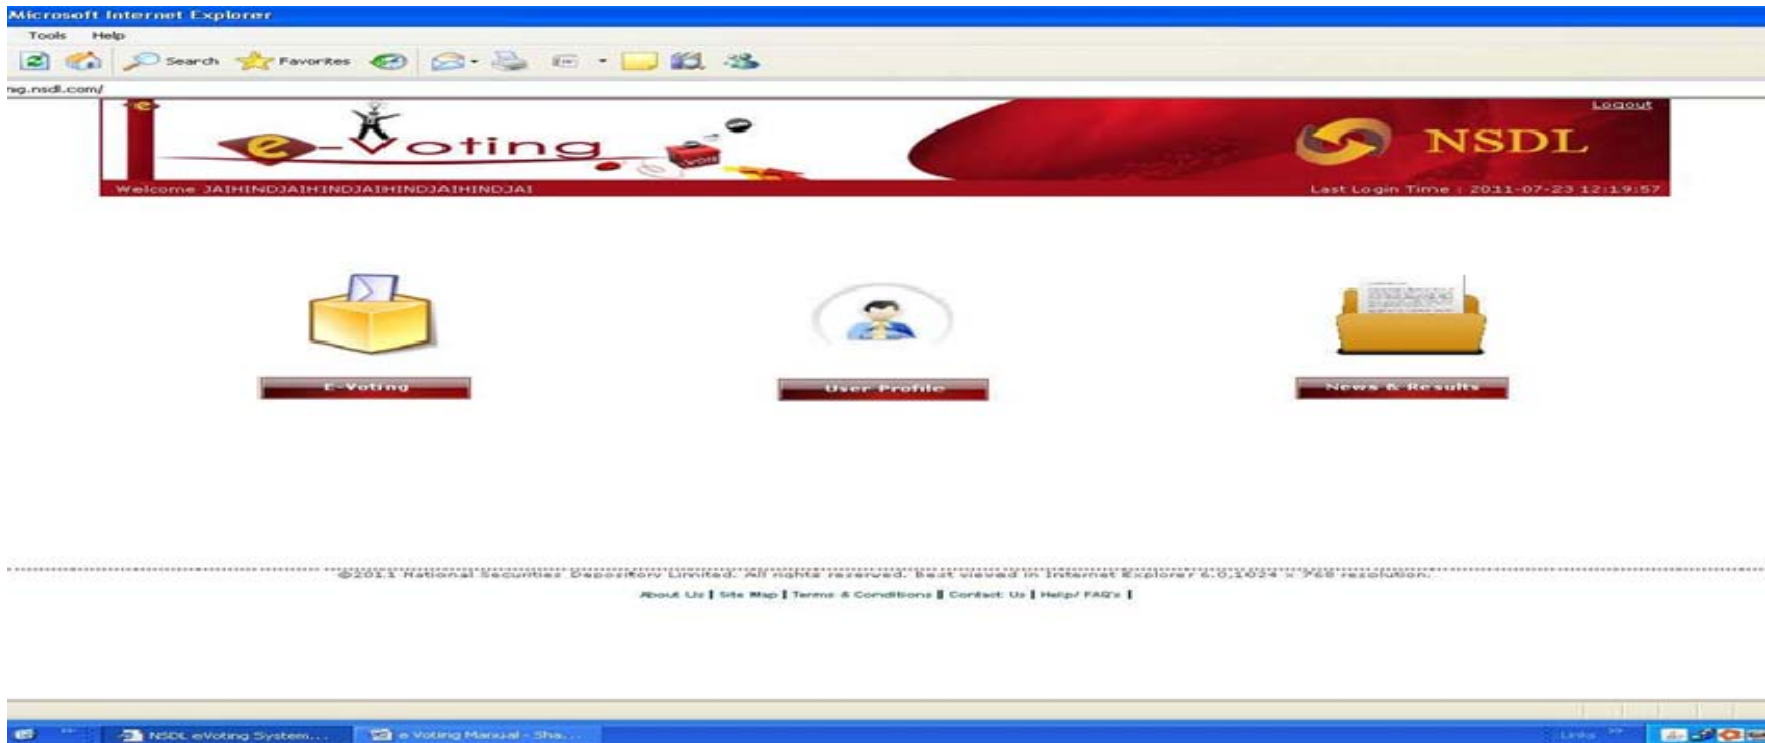 Microsoft Internet Explorer
Tools Help
Search Favorites
ng.nsdl.com/
Logout
e-Voting
NSDL
Welcome JAIHINDJAIHINDJAIHINDJAIHINDJAI
Last Login Time : 2011-07-23 12:19:57
E-Voting
User Profile
News & Results
©2011 National Securities Depository Limited. All rights reserved. Best viewed in Internet Explorer 6.0,1024 x 768 resolution.
About Us | Site Map | Terms & Conditions | Contact Us | Help/ FAQ's |
NSDL eVoting System... e Voting Manual - Sha...
Links »